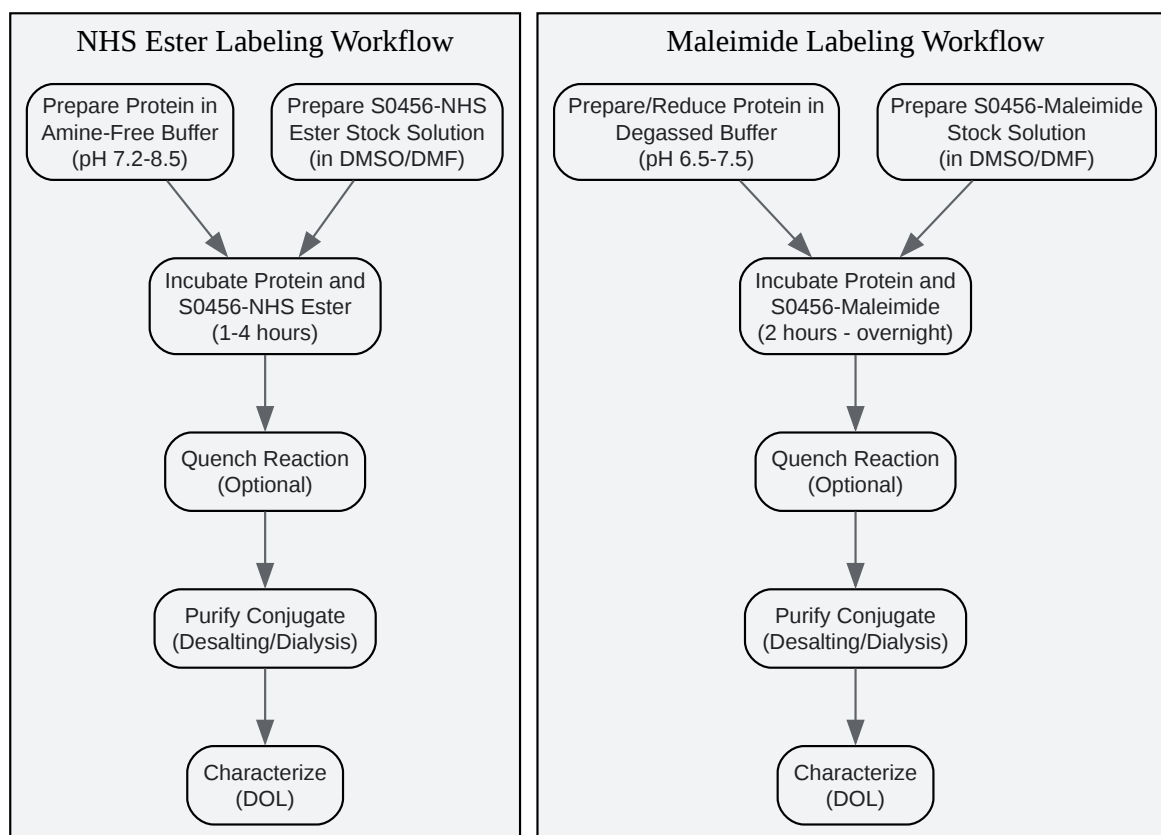 NHS Ester Labeling Workflow
Prepare Protein in
Amine-Free Buffer
(pH 7.2-8.5)
Prepare S0456-NHS
Ester Stock Solution
(in DMSO/DMF)
Incubate Protein and
S0456-NHS Ester
(1-4 hours)
Quench Reaction
(Optional)
Purify Conjugate
(Desalting/Dialysis)
Characterize
(DOL)
Maleimide Labeling Workflow
Prepare/Reduce Protein in
Degassed Buffer
(pH 6.5-7.5)
Prepare S0456-Maleimide
Stock Solution
(in DMSO/DMF)
Incubate Protein and
S0456-Maleimide
(2 hours - overnight)
Quench Reaction
(Optional)
Purify Conjugate
(Desalting/Dialysis)
Characterize
(DOL)